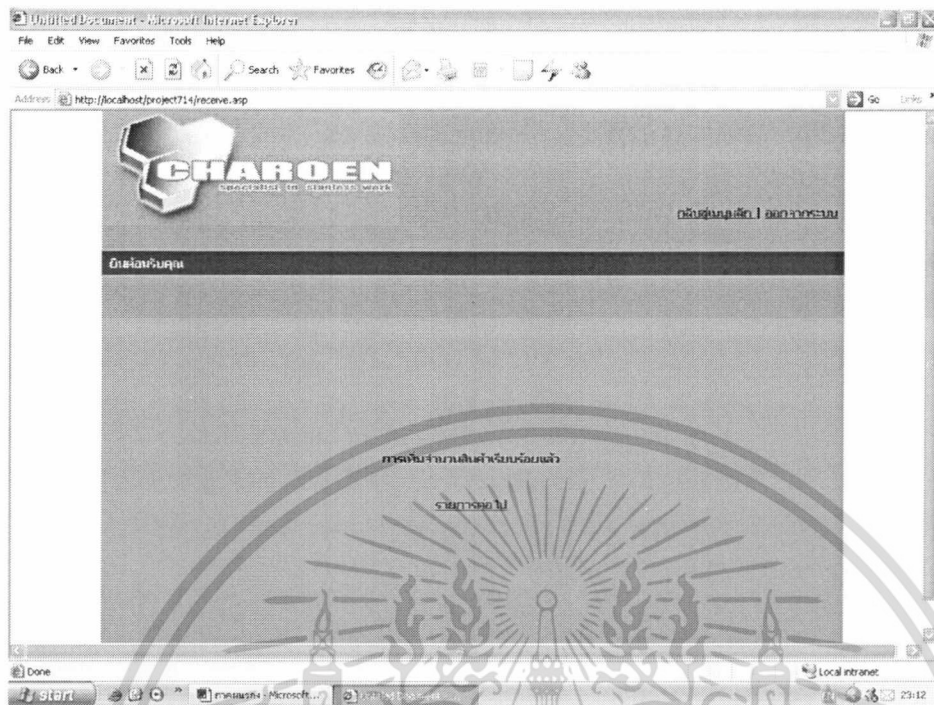 Untitled Document - Microsoft Internet Explorer
File Edit View Favorites Tools Help
Back Search Favorites
Address http://localhost/project714/receive.asp Go Links
CHAROEN
Specialist in stainless work
กลับสู่เมนูหลัก | ออกจากระบบ
ยินดีต้อนรับคุณ
การเพิ่มจำนวนสินค้าเรียบร้อยแล้ว
รายการต่อไป
Done Local intranet
start - Microsoft... Untitled Document 23:12